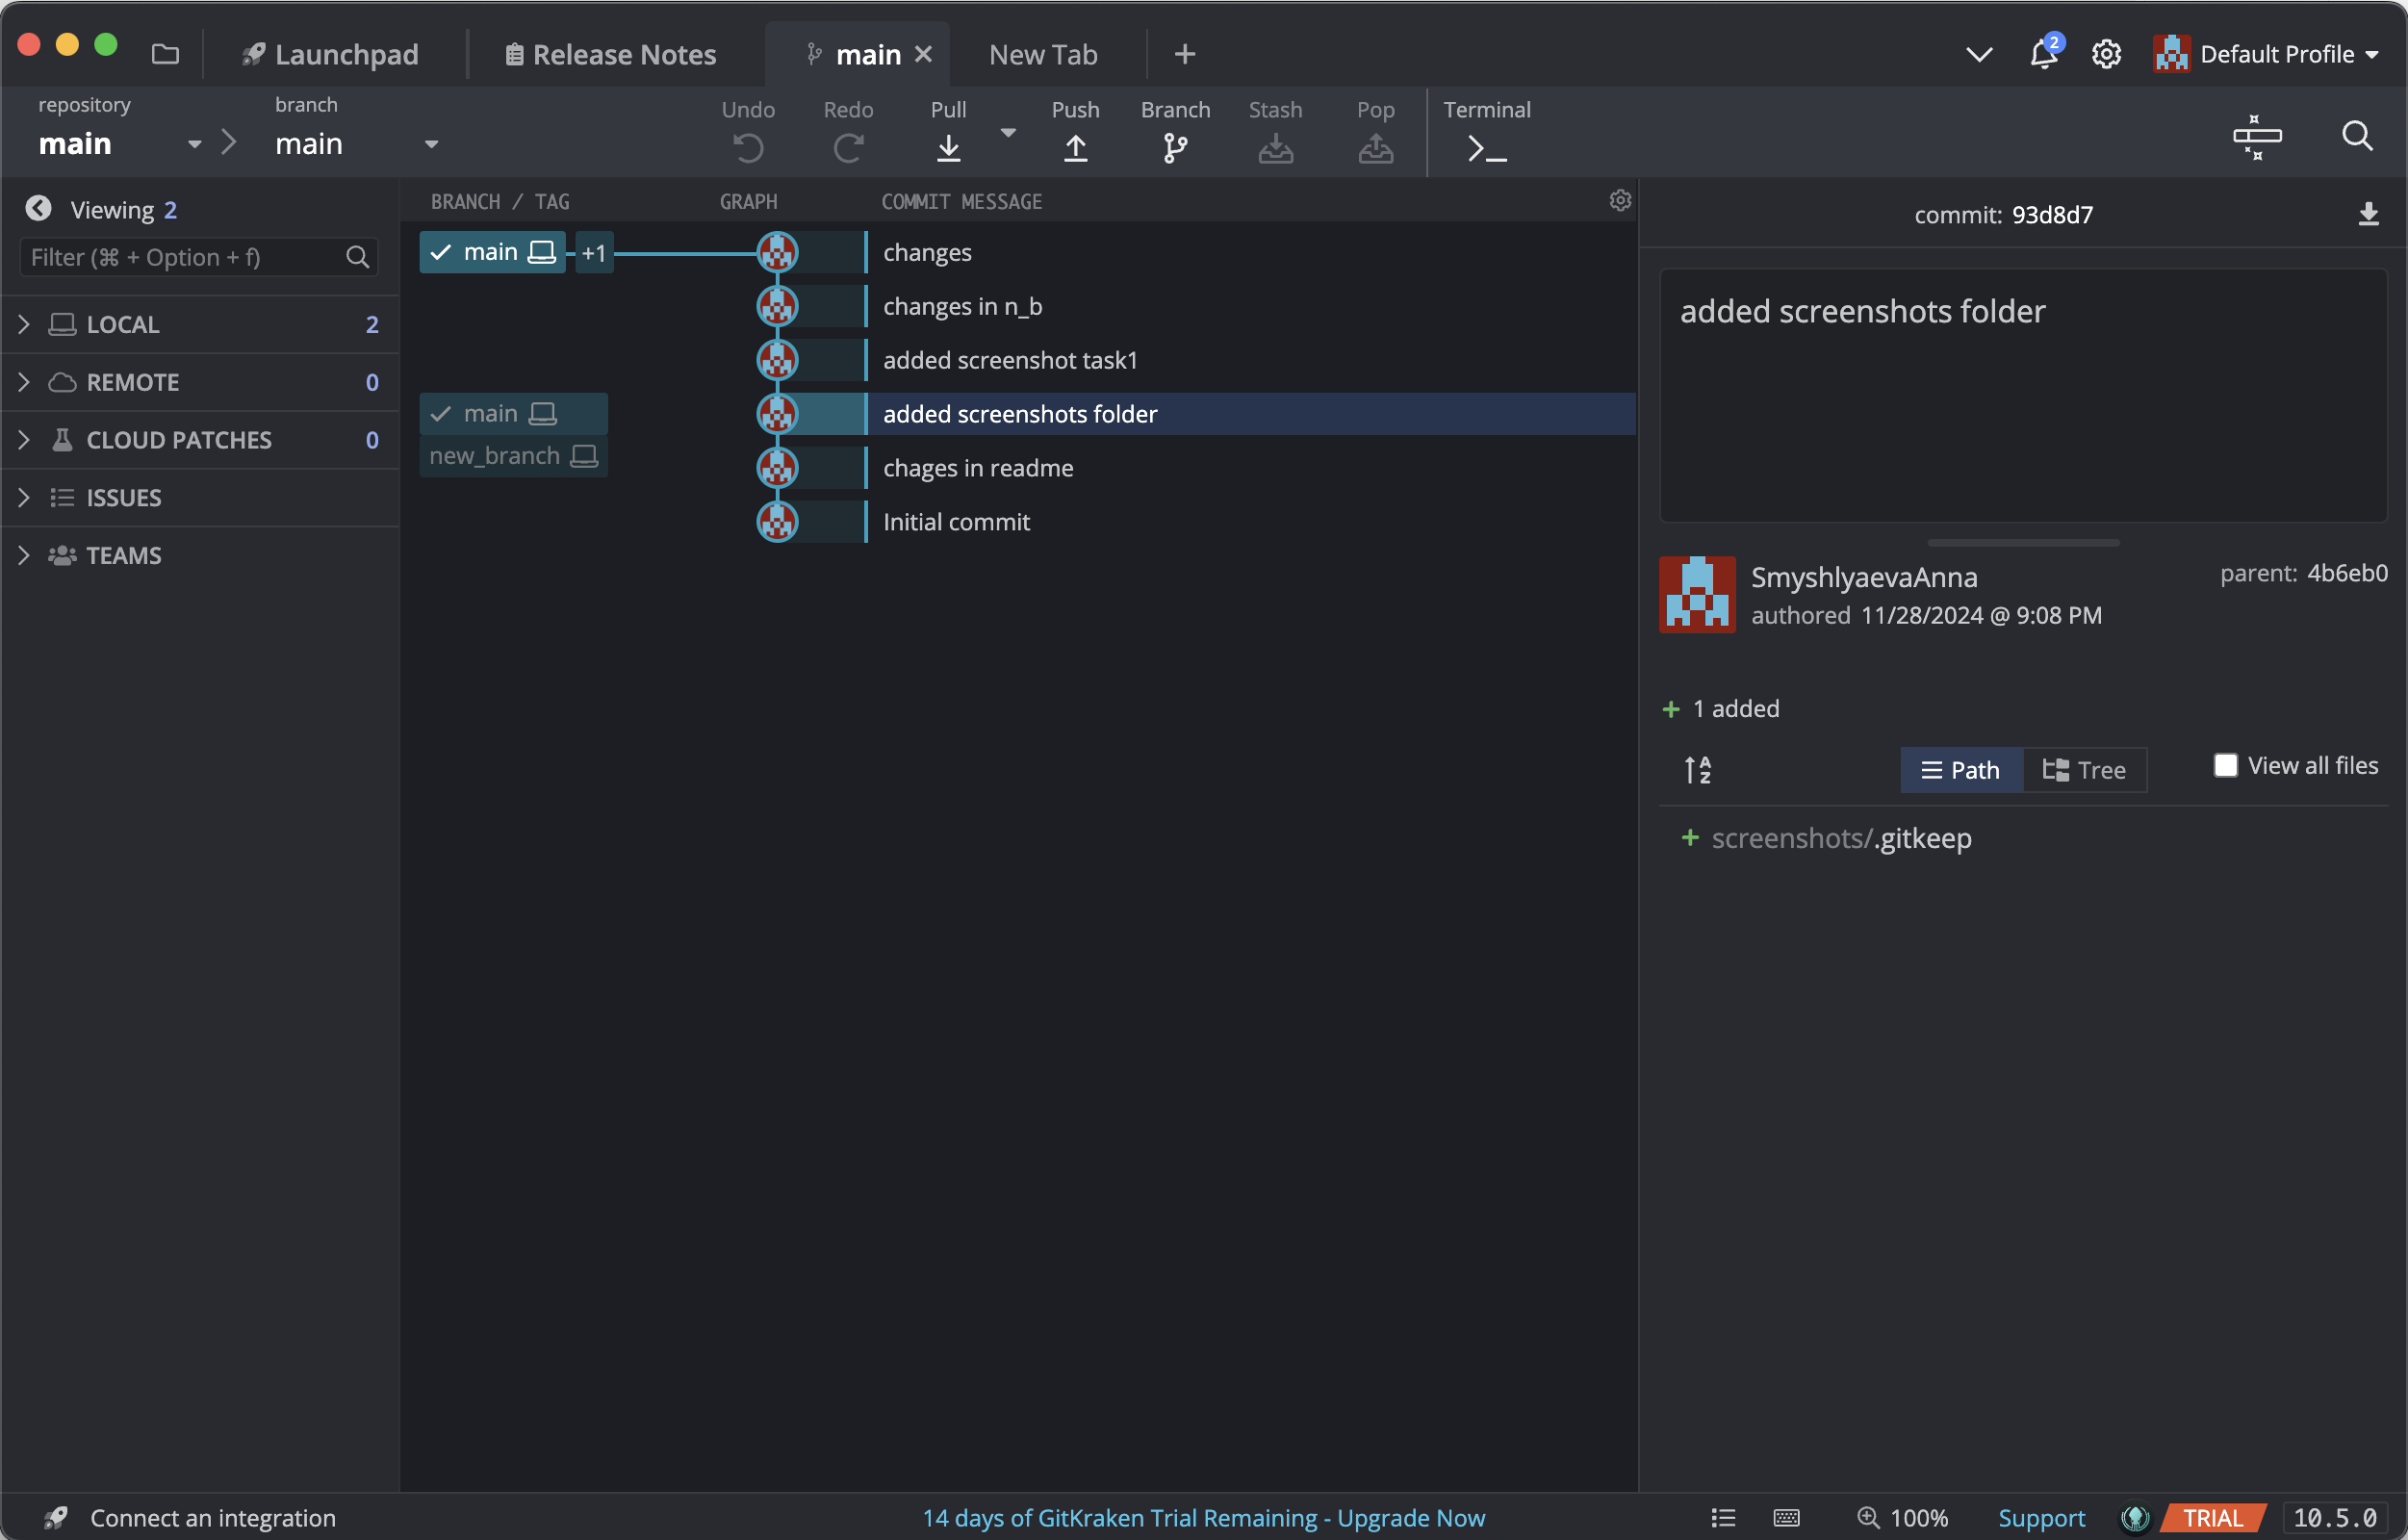 Launchpad
Release Notes
main
New Tab
2
Default Profile
repository
main
branch
main
Undo
Redo
Pull
Push
Branch
Stash
Pop
Terminal
Viewing 2
Filter (⌘ + Option + f)
LOCAL 2
REMOTE 0
CLOUD PATCHES 0
ISSUES
TEAMS
BRANCH / TAG
GRAPH
COMMIT MESSAGE
main +1
changes
changes in n_b
added screenshot task1
main
added screenshots folder
new_branch
chages in readme
Initial commit
commit: 93d8d7
added screenshots folder
SmyshlyaevaAnna
parent: 4b6eb0
authored 11/28/2024 @ 9:08 PM
1 added
A
Z
Path
Tree
View all files
screenshots/.gitkeep
Connect an integration
14 days of GitKraken Trial Remaining - Upgrade Now
100%
Support
TRIAL
10.5.0